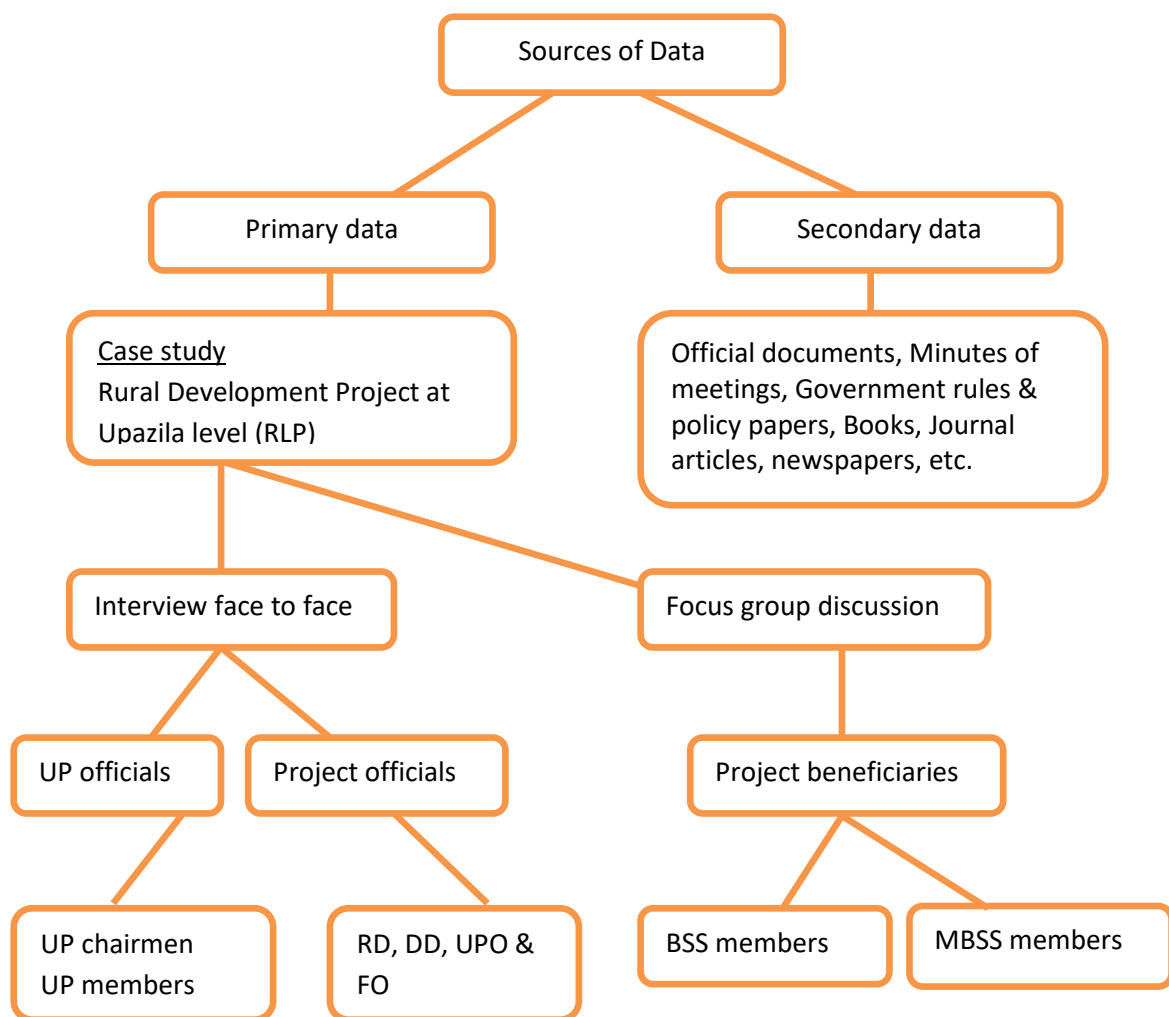 Sources of Data
Primary data
Secondary data
Case study
Rural Development Project at
Upazila level (RLP)
Official documents, Minutes of
meetings, Government rules &
policy papers, Books, Journal
articles, newspapers, etc.
Interview face to face
Focus group discussion
UP officials
Project officials
Project beneficiaries
UP chairmen
UP members
RD, DD, UPO &
FO
BSS members
MBSS members